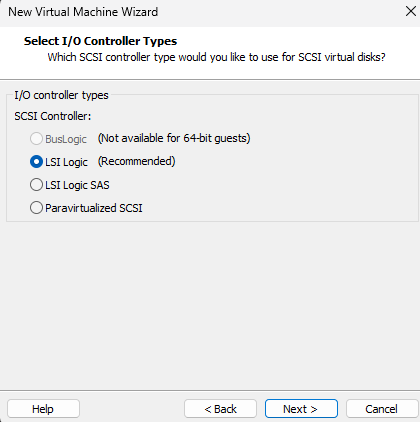 New Virtual Machine Wizard
Select I/O Controller Types
Which SCSI controller type would you like to use for SCSI virtual disks?
I/O controller types
SCSI Controller:
BusLogic (Not available for 64-bit guests)
LSI Logic (Recommended)
LSI Logic SAS
Paravirtualized SCSI
Help < Back Next > Cancel